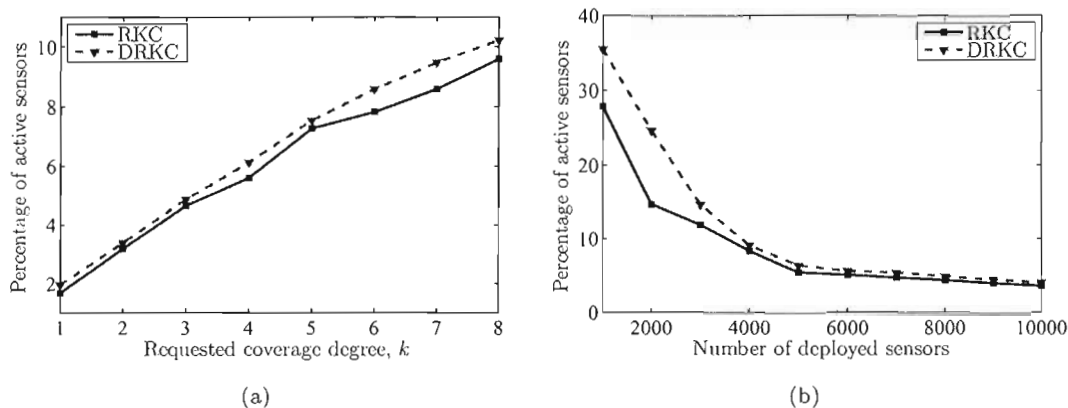 RKC
DRKC
10
8
6
4
2
1
2
3
4
5
6
7
8
Percentage of active sensors
Requested coverage degree, k
(a)
RKC
DRKC
40
30
20
10
0
2000
4000
6000
8000
10000
Percentage of active sensors
Number of deployed sensors
(b)